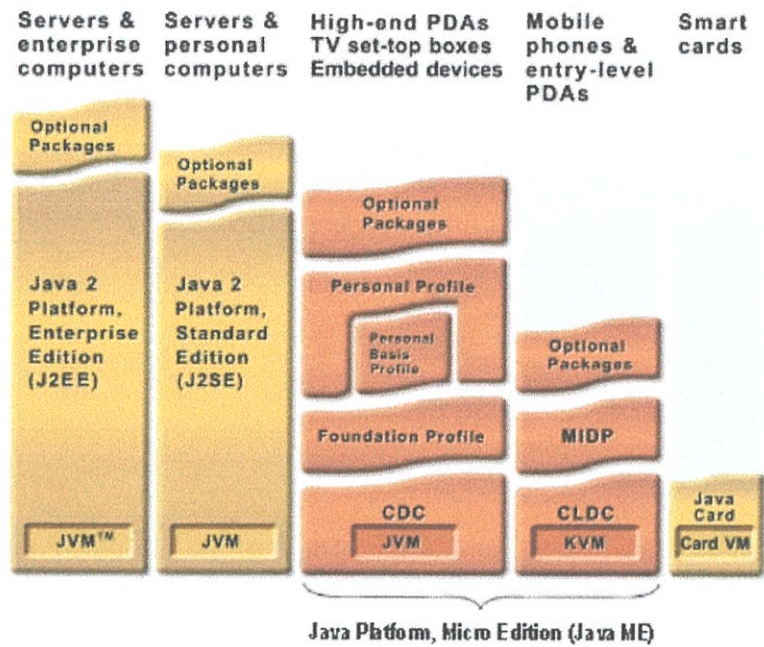 Servers &
enterprise
computers
Servers &
personal
computers
High-end PDAs
TV set-top boxes
Embedded devices
Mobile
phones &
entry-level
PDAs
Smart
cards
Optional
Packages
Java 2
Platform,
Enterprise
Edition
(J2EE)
JVM™
Optional
Packages
Java 2
Platform,
Standard
Edition
(J2SE)
JVM
Optional
Packages
Personal Profile
Personal
Basis
Profile
Foundation Profile
CDC
JVM
Optional
Packages
MIDP
CLDC
KVM
Java
Card
Card VM
Java Platform, Micro Edition (Java ME)